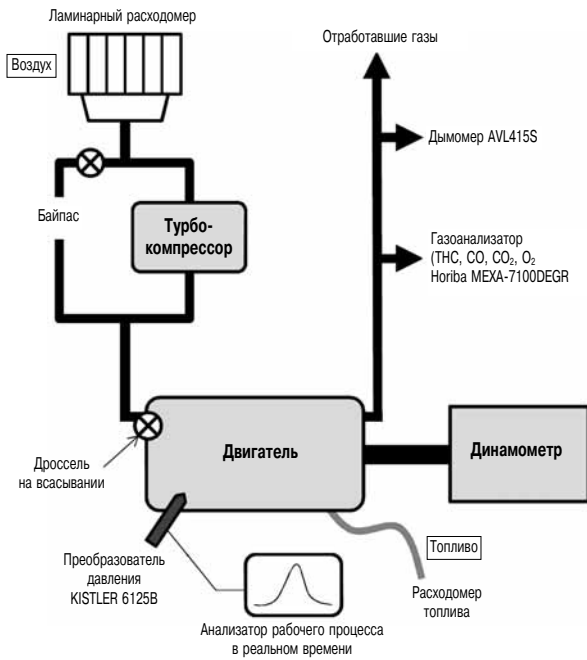 Ламинарный расходомер
Воздух
Отработавшие газы
Дымомер AVL415S
Байпас
Турбо-
компрессор
Газоанализатор
(THC, CO, CO₂, O₂
Horiba MEXA-7100DEGR
Двигатель
Динамометр
Дроссель
на всасывании
Преобразователь
давления
KISTLER 6125B
Топливо
Расходомер
топлива
Анализатор рабочего процесса
в реальном времени